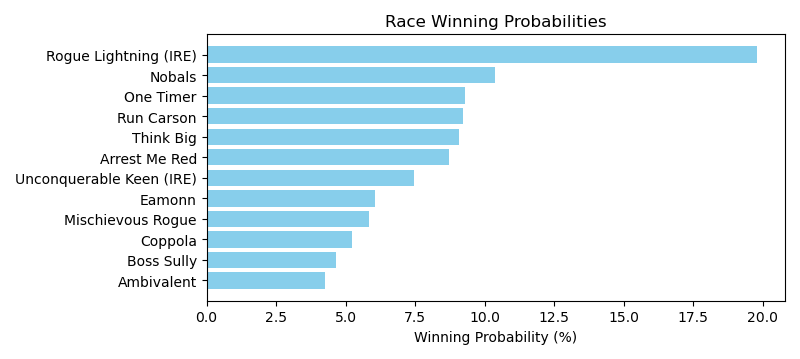 Race Winning Probabilities
Rogue Lightning (IRE)
Nobals
One Timer
Run Carson
Think Big
Arrest Me Red
Unconquerable Keen (IRE)
Eamonn
Mischievous Rogue
Coppola
Boss Sully
Ambivalent
0.0 2.5 5.0 7.5 10.0 12.5 15.0 17.5 20.0
Winning Probability (%)